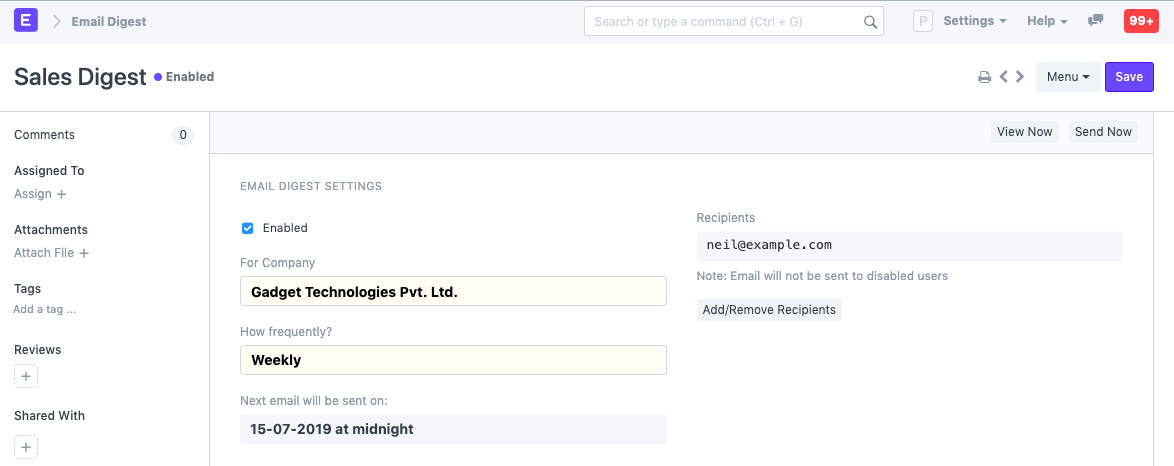 E Email Digest Search or type a command (Ctrl + G) P Settings Help 99+
Sales Digest Enabled Menu Save
Comments 0
View Now Send Now
Assigned To
Assign +
Attachments
Attach File +
Tags
Add a tag ...
Reviews
+
Shared With
+
EMAIL DIGEST SETTINGS
Enabled
For Company
Gadget Technologies Pvt. Ltd.
How frequently?
Weekly
Next email will be sent on:
15-07-2019 at midnight
Recipients
neil@example.com
Note: Email will not be sent to disabled users
Add/Remove Recipients